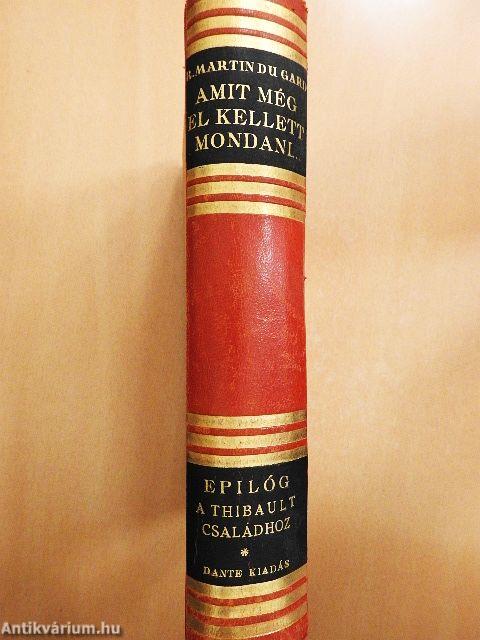 R. MARTIN DU GARD
AMIT MÉG
EL KELLETT
MONDANI...
EPILÓG
A THIBAULT
CSALÁDHOZ
*
DANTE KIADÁS
Antikvárium.hu